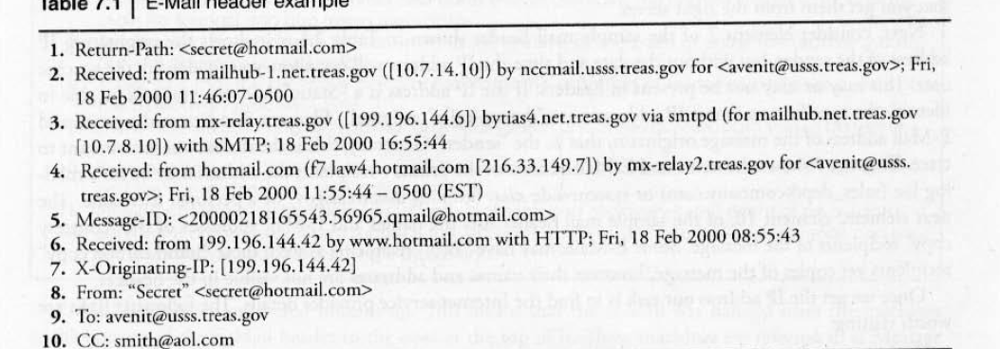 Table 7.1 | E-Mail header example
1. Return-Path: <secret@hotmail.com>
2. Received: from mailhub-1.net.treas.gov ([10.7.14.10]) by nccmail.usss.treas.gov for <avenit@usss.treas.gov>; Fri,
18 Feb 2000 11:46:07-0500
3. Received: from mx-relay.treas.gov ([199.196.144.6]) bytias4.net.treas.gov via smtpd (for mailhub.net.treas.gov
[10.7.8.10]) with SMTP; 18 Feb 2000 16:55:44
4. Received: from hotmail.com (f7.law4.hotmail.com [216.33.149.7]) by mx-relay2.treas.gov for <avenit@usss.
treas.gov>; Fri, 18 Feb 2000 11:55:44 – 0500 (EST)
5. Message-ID: <20000218165543.56965.qmail@hotmail.com>
6. Received: from 199.196.144.42 by www.hotmail.com with HTTP; Fri, 18 Feb 2000 08:55:43
7. X-Originating-IP: [199.196.144.42]
8. From: “Secret” <secret@hotmail.com>
9. To: avenit@usss.treas.gov
10. CC: smith@aol.com